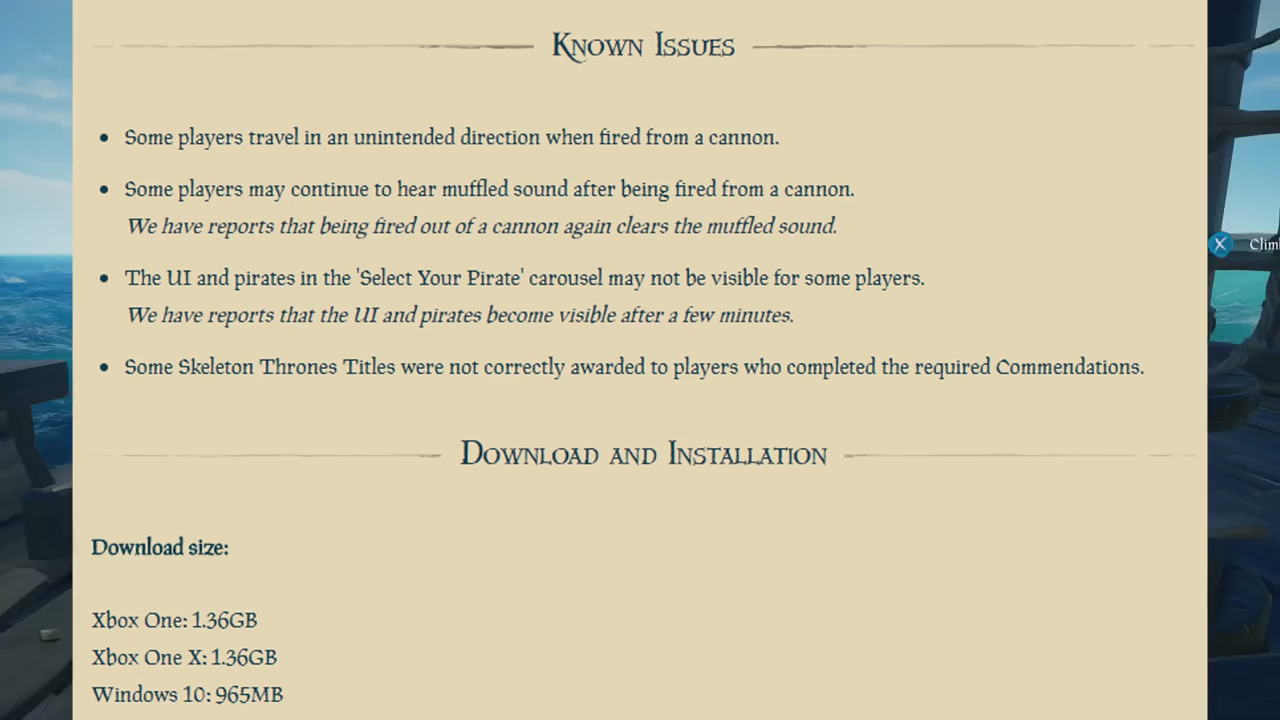 Known Issues
• Some players travel in an unintended direction when fired from a cannon.
• Some players may continue to hear muffled sound after being fired from a cannon.
We have reports that being fired out of a cannon again clears the muffled sound.
• The UI and pirates in the 'Select Your Pirate' carousel may not be visible for some players.
We have reports that the UI and pirates become visible after a few minutes.
• Some Skeleton Thrones Titles were not correctly awarded to players who completed the required Commendations.
Download and Installation
Download size:
Xbox One: 1.36GB
Xbox One X: 1.36GB
Windows 10: 965MB
X